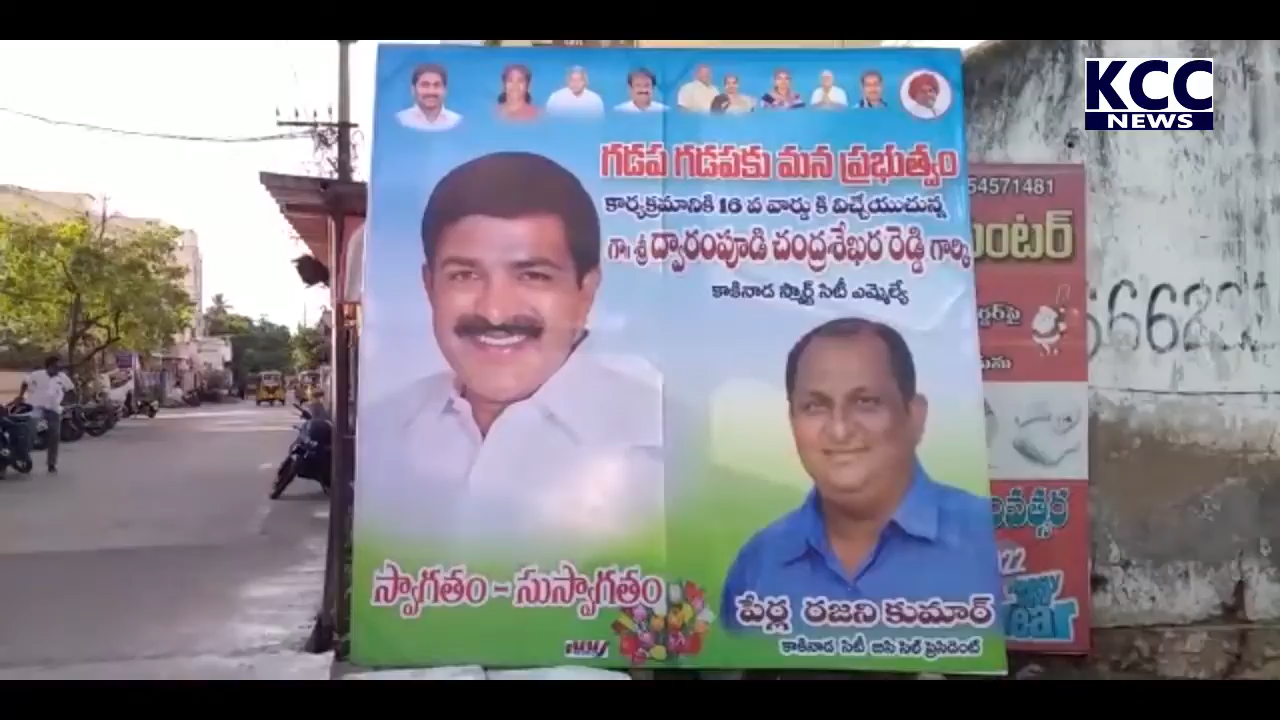 KCC
NEWS
గడప గడపకు మన ప్రభుత్వం
కార్యక్రమానికి 16 వ వార్డు కి విచ్చేయుచున్న
గౌ శ్రీ ద్వారంపూడి చంద్రశేఖర రెడ్డి గార్కి
కాకినాడ స్మార్ట్ సిటీ ఎమ్మెల్యే
స్వాగతం - సుస్వాగతం
పేర్ల రజని కుమార్
కాకినాడ సిటీ బిసి సెల్ ప్రెసిడెంట్
54571481